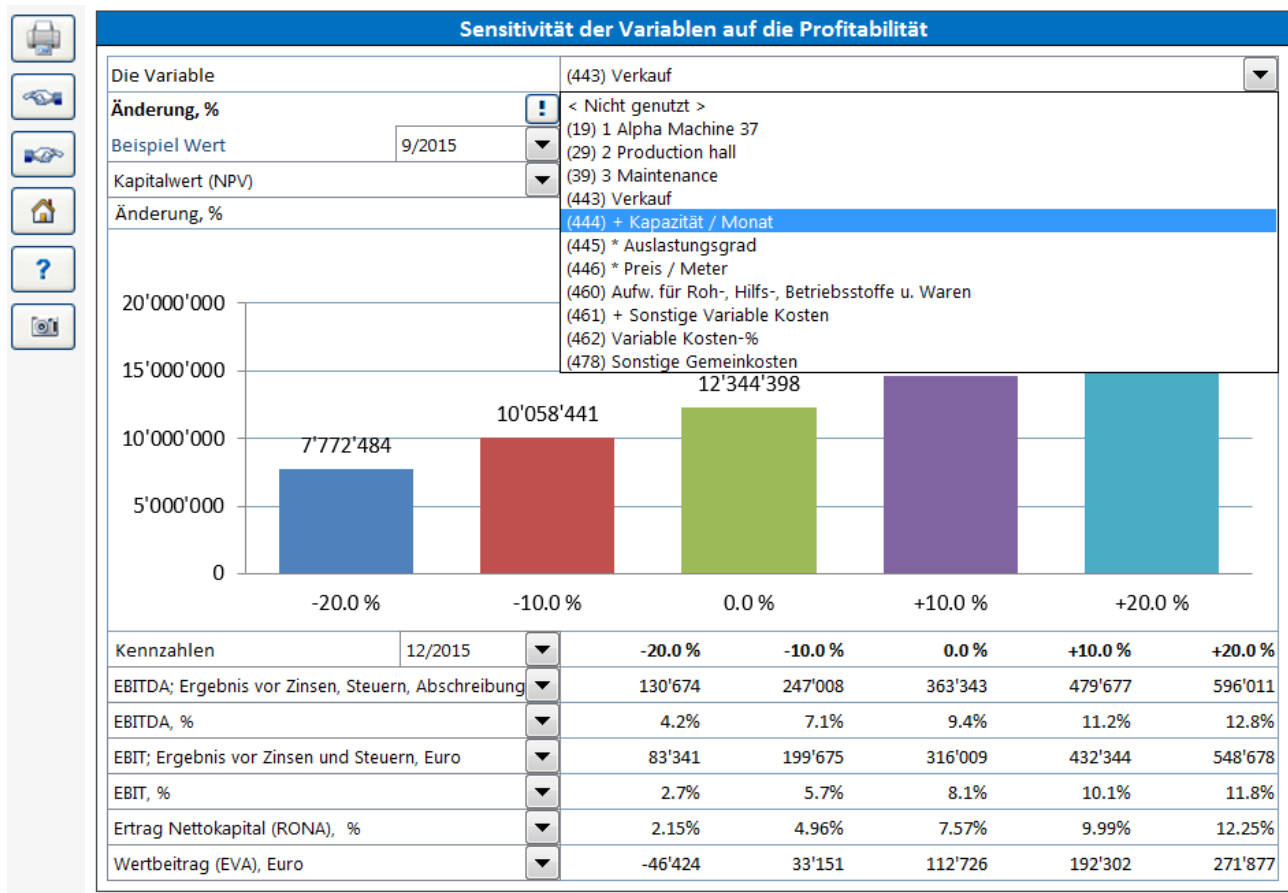 Sensitivität der Variablen auf die Profitabilität
Die Variable (443) Verkauf
Änderung, % !
< Nicht genutzt >
(19) 1 Alpha Machine 37
Beispiel Wert 9/2015
(29) 2 Production hall
(39) 3 Maintenance
Kapitalwert (NPV)
(443) Verkauf
Änderung, %
(444) + Kapazität / Monat
(445) * Auslastungsgrad
(446) * Preis / Meter
(460) Aufw. für Roh-, Hilfs-, Betriebsstoffe u. Waren
(461) + Sonstige Variable Kosten
(462) Variable Kosten-%
(478) Sonstige Gemeinkosten
?
20'000'000
15'000'000
10'000'000
5'000'000
0
7'772'484
10'058'441
12'344'398
-20.0 % -10.0 % 0.0 % +10.0 % +20.0 %
Kennzahlen 12/2015 -20.0 % -10.0 % 0.0 % +10.0 % +20.0 %
EBITDA; Ergebnis vor Zinsen, Steuern, Abschreibung 130'674 247'008 363'343 479'677 596'011
EBITDA, % 4.2% 7.1% 9.4% 11.2% 12.8%
EBIT; Ergebnis vor Zinsen und Steuern, Euro 83'341 199'675 316'009 432'344 548'678
EBIT, % 2.7% 5.7% 8.1% 10.1% 11.8%
Ertrag Nettokapital (RONA), % 2.15% 4.96% 7.57% 9.99% 12.25%
Wertbeitrag (EVA), Euro -46'424 33'151 112'726 192'302 271'877